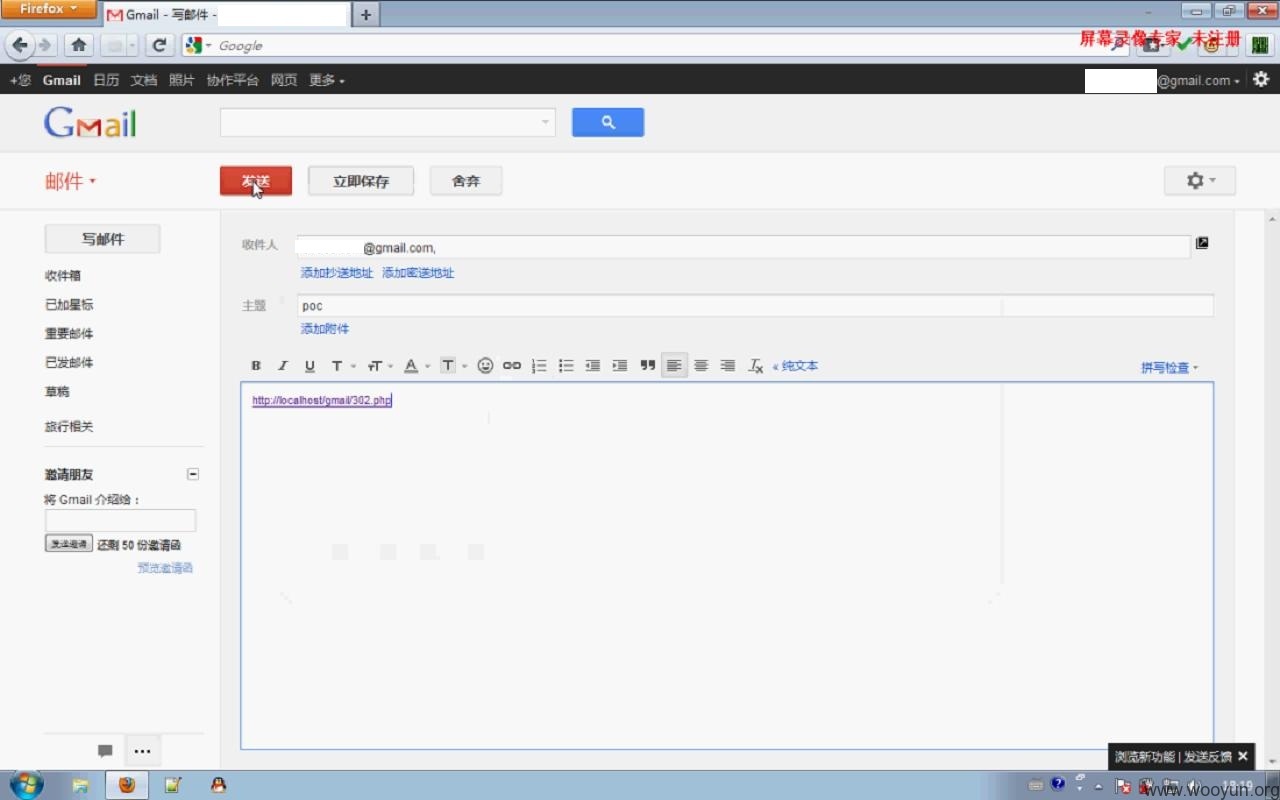 Firefox
Gmail - 写邮件 -
Google
屏幕录像专家 未注册
+您 Gmail 日历 文档 照片 协作平台 网页 更多
@gmail.com
Gmail
邮件
发送 立即保存 舍弃
写邮件
收件箱
已加星标
重要邮件
已发邮件
草稿
旅行相关
邀请朋友
将 Gmail 介绍给：
发送邀请 还剩 50 份邀请函
预览邀请函
收件人 @gmail.com,
添加抄送地址 添加密送地址
主题 poc
添加附件
B I U T T A T « 纯文本 拼写检查
http://localhost/gmail/302.php
浏览新功能 | 发送反馈
www.wooyun.org